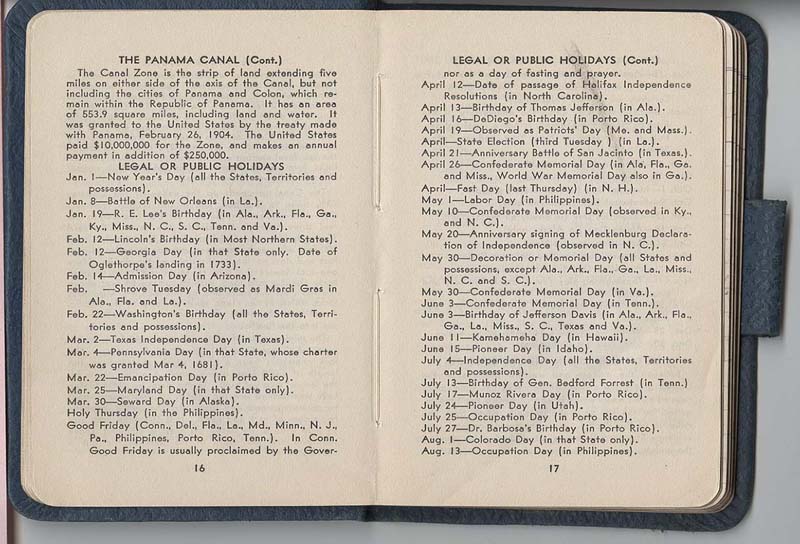 THE PANAMA CANAL (Cont.)
The Canal Zone is the strip of land extending five
miles on either side of the axis of the Canal, but not
including the cities of Panama and Colon, which re-
main within the Republic of Panama. It has an area
of 553.9 square miles, including land and water. It
was granted to the United States by the treaty made
with Panama, February 26, 1904. The United States
paid $10,000,000 for the Zone, and makes an annual
payment in addition of $250,000.
LEGAL OR PUBLIC HOLIDAYS
Jan. 1—New Year's Day (all the States, Territories and
possessions).
Jan. 8—Battle of New Orleans (in La.).
Jan. 19—R. E. Lee's Birthday (in Ala., Ark., Fla., Ga.,
Ky., Miss., N. C., S. C., Tenn. and Va.).
Feb. 12—Lincoln's Birthday (in Most Northern States).
Feb. 12—Georgia Day (in that State only. Date of
Oglethorpe's landing in 1733).
Feb. 14—Admission Day (in Arizona).
Feb. —Shrove Tuesday (observed as Mardi Gras in
Ala., Fla. and La.).
Feb. 22—Washington's Birthday (all the States, Terri-
tories and possessions).
Mar. 2—Texas Independence Day (in Texas).
Mar. 4—Pennsylvania Day (in that State, whose charter
was granted Mar 4, 1681).
Mar. 22—Emancipation Day (in Porto Rico).
Mar. 25—Maryland Day (in that State only).
Mar. 30—Seward Day (in Alaska).
Holy Thursday (in the Philippines).
Good Friday (Conn., Del., Fla., La., Md., Minn., N. J.,
Pa., Philippines, Porto Rico, Tenn.). In Conn.
Good Friday is usually proclaimed by the Gover-
16
LEGAL OR PUBLIC HOLIDAYS (Cont.)
nor as a day of fasting and prayer.
April 12—Date of passage of Halifax Independence
Resolutions (in North Carolina).
April 13—Birthday of Thomas Jefferson (in Ala.).
April 16—DeDiego's Birthday (in Porto Rico).
April 19—Observed as Patriots' Day (Me. and Mass.).
April—State Election (third Tuesday ) (in La.).
April 21—Anniversary Battle of San Jacinto (in Texas.).
April 26—Confederate Memorial Day (in Ala, Fla., Ga.
and Miss., World War Memorial Day also in Ga.).
April—Fast Day (last Thursday) (in N. H.).
May 1—Labor Day (in Philippines).
May 10—Confederate Memorial Day (observed in Ky.,
and N. C.).
May 20—Anniversary signing of Mecklenburg Declara-
tion of Independence (observed in N. C.).
May 30—Decoration or Memorial Day (all States and
possessions, except Ala., Ark., Fla., Ga., La., Miss.,
N. C. and S. C.).
May 30—Confederate Memorial Day (in Va.).
June 3—Confederate Memorial Day (in Tenn.).
June 3—Birthday of Jefferson Davis (in Ala., Ark., Fla.,
Ga., La., Miss., S. C., Texas and Va.).
June 11—Kamehameha Day (in Hawaii).
June 15—Pioneer Day (in Idaho).
July 4—Independence Day (all the States, Territories
and possessions).
July 13—Birthday of Gen. Bedford Forrest (in Tenn.)
July 17—Munoz Rivera Day (in Porto Rico).
July 24—Pioneer Day (in Utah).
July 25—Occupation Day (in Porto Rico).
July 27—Dr. Barbosa's Birthday (in Porto Rico).
Aug. 1—Colorado Day (in that State only).
Aug. 13—Occupation Day (in Philippines).
17